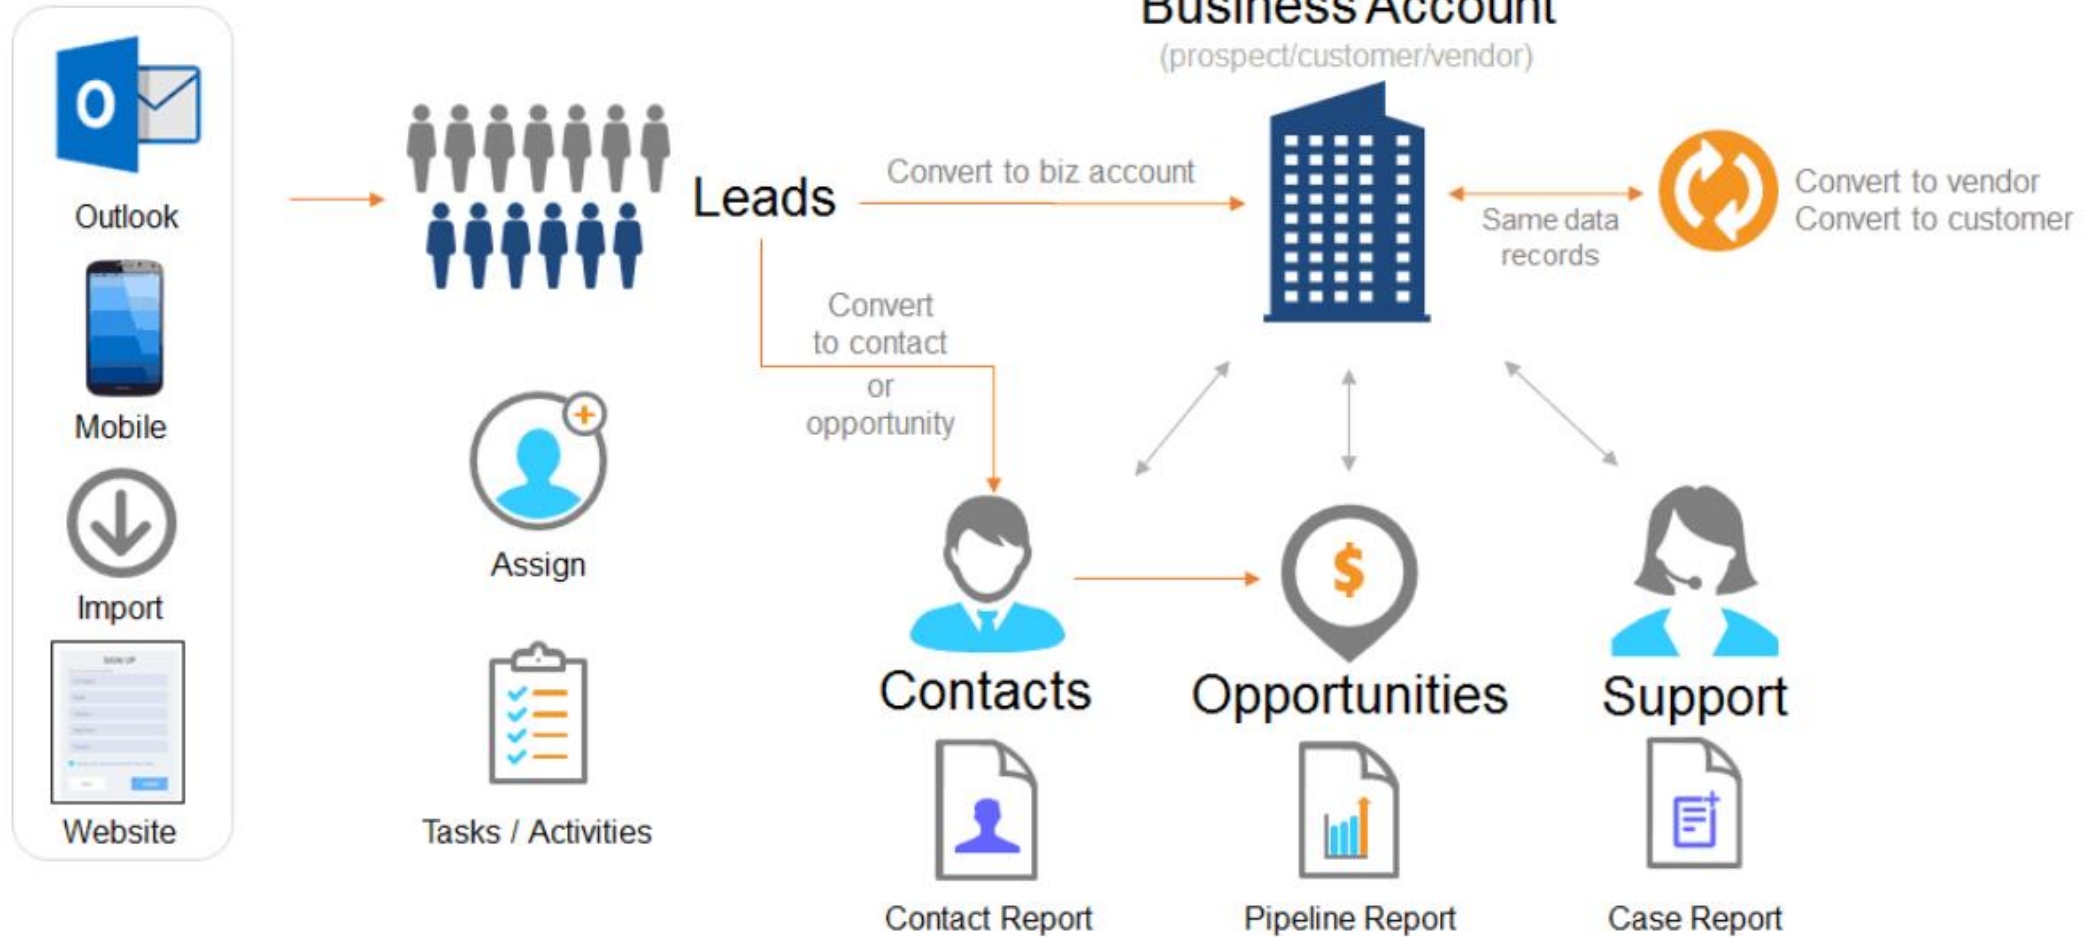 Business Account
(prospect/customer/vendor)
O
Outlook
Mobile
Import
SIGN UP
Website
Leads
Assign
Tasks / Activities
Convert to biz account
Convert
to contact
or
opportunity
Same data
records
Convert to vendor
Convert to customer
$
Contacts
Opportunities
Support
Contact Report
Pipeline Report
Case Report